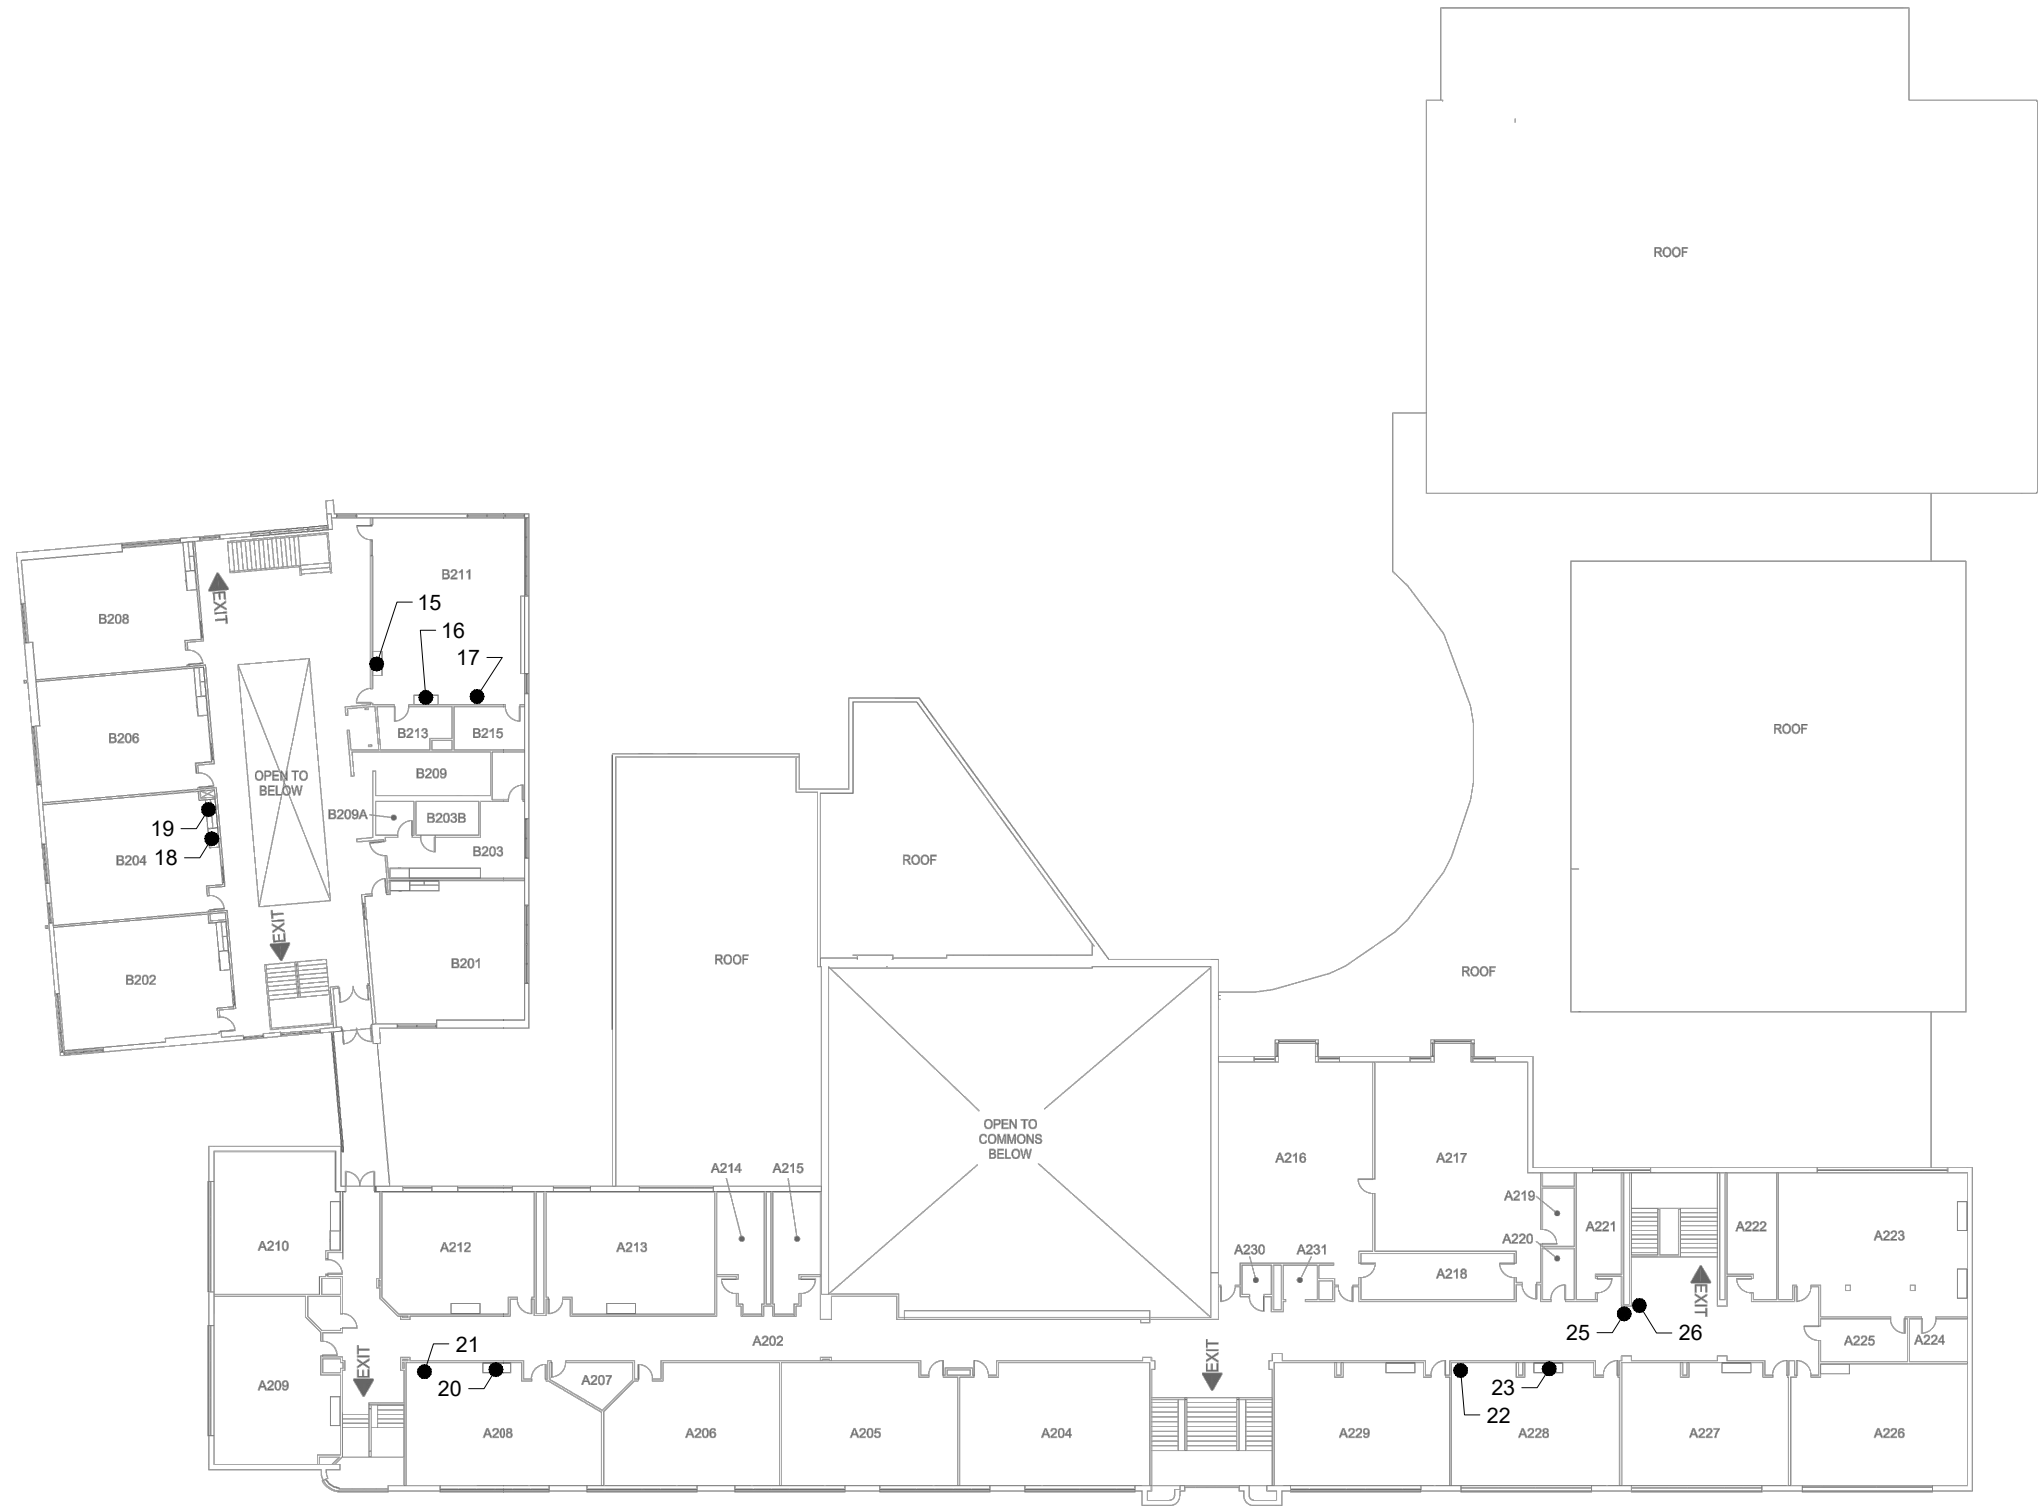 ROOF
B211
EXIT
B208
15
16
17
ROOF
B213
B215
B206
B209
OPEN TO
BELOW
B209A
B203B
19
18
B204
B203
ROOF
EXIT
B201
ROOF
ROOF
B202
OPEN TO
COMMONS
BELOW
A214
A215
A216
A217
A219
A221
A222
A223
A210
A212
A213
A230
A231
A220
A218
EXIT
25
26
A202
21
20
EXIT
EXIT
A225
A224
A209
A207
23
22
A208
A206
A205
A204
A229
A228
A227
A226